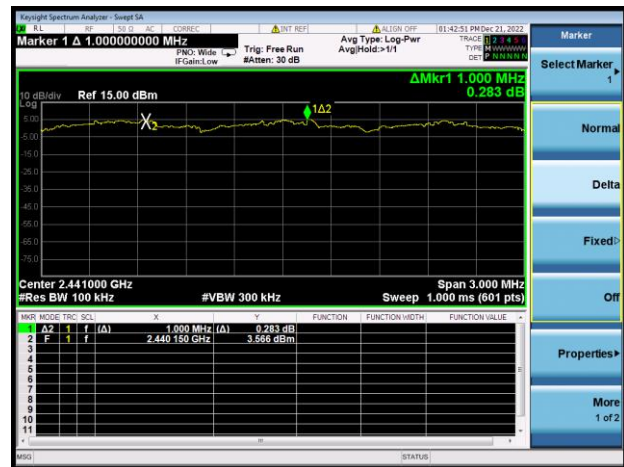 Keysight Spectrum Analyzer - Swept SA
RL RF 50 Ω AC CORREC INT REF ALIGN OFF 01:42:51 PM Dec 21, 2022
Marker 1 Δ 1.000000000 MHz
PNO: Wide
IFGain:Low
Trig: Free Run
#Atten: 30 dB
Avg Type: Log-Pwr
Avg|Hold:>1/1
TRACE 1 2 3 4 5 6
TYPE M W W W W W
DET P N N N N N
ΔMkr1 1.000 MHz
0.283 dB
10 dB/div Ref 15.00 dBm
Log
1Δ2
5.00
2
-5.00
-15.0
-25.0
-35.0
-45.0
-55.0
-65.0
-75.0
Center 2.441000 GHz Span 3.000 MHz
#Res BW 100 kHz #VBW 300 kHz Sweep 1.000 ms (601 pts)
MKR MODE TRC SCL X Y FUNCTION FUNCTION WIDTH FUNCTION VALUE
1 Δ2 1 f (Δ) 1.000 MHz (Δ) 0.283 dB
2 F 1 f 2.440 150 GHz 3.566 dBm
3
4
5
6
7
8
9
10
11
MSG STATUS
Marker
Select Marker
1
Normal
Delta
Fixed
Off
Properties
More
1 of 2